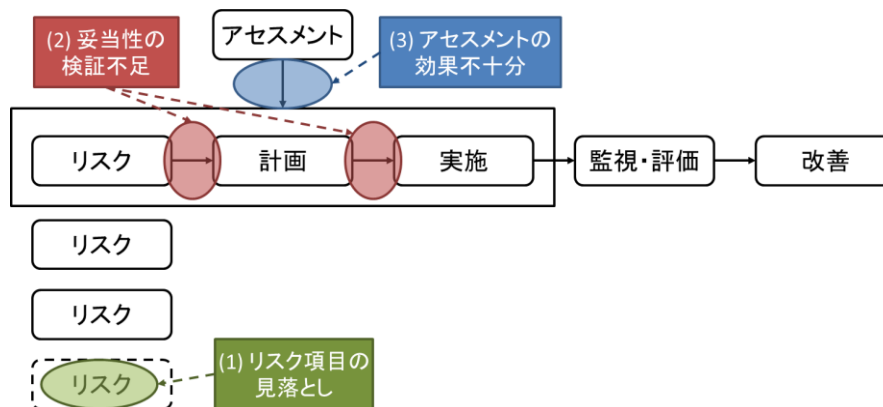 (2) 妥当性の
検証不足
アセスメント
(3) アセスメントの
効果不十分
リスク
計画
実施
監視・評価
改善
リスク
リスク
リスク
(1) リスク項目の
見落とし